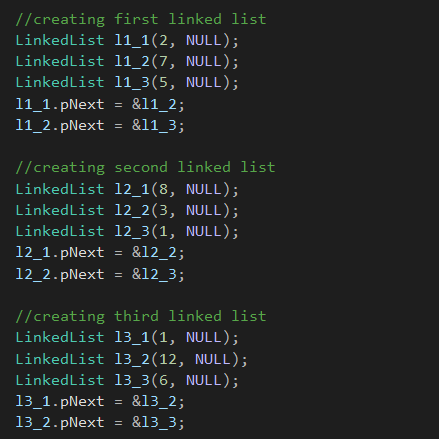 //creating first linked list
LinkedList l1_1(2, NULL);
LinkedList l1_2(7, NULL);
LinkedList l1_3(5, NULL);
l1_1.pNext = &l1_2;
l1_2.pNext = &l1_3;
//creating second linked list
LinkedList l2_1(8, NULL);
LinkedList l2_2(3, NULL);
LinkedList l2_3(1, NULL);
l2_1.pNext = &l2_2;
l2_2.pNext = &l2_3;
//creating third linked list
LinkedList l3_1(1, NULL);
LinkedList l3_2(12, NULL);
LinkedList l3_3(6, NULL);
l3_1.pNext = &l3_2;
l3_2.pNext = &l3_3;